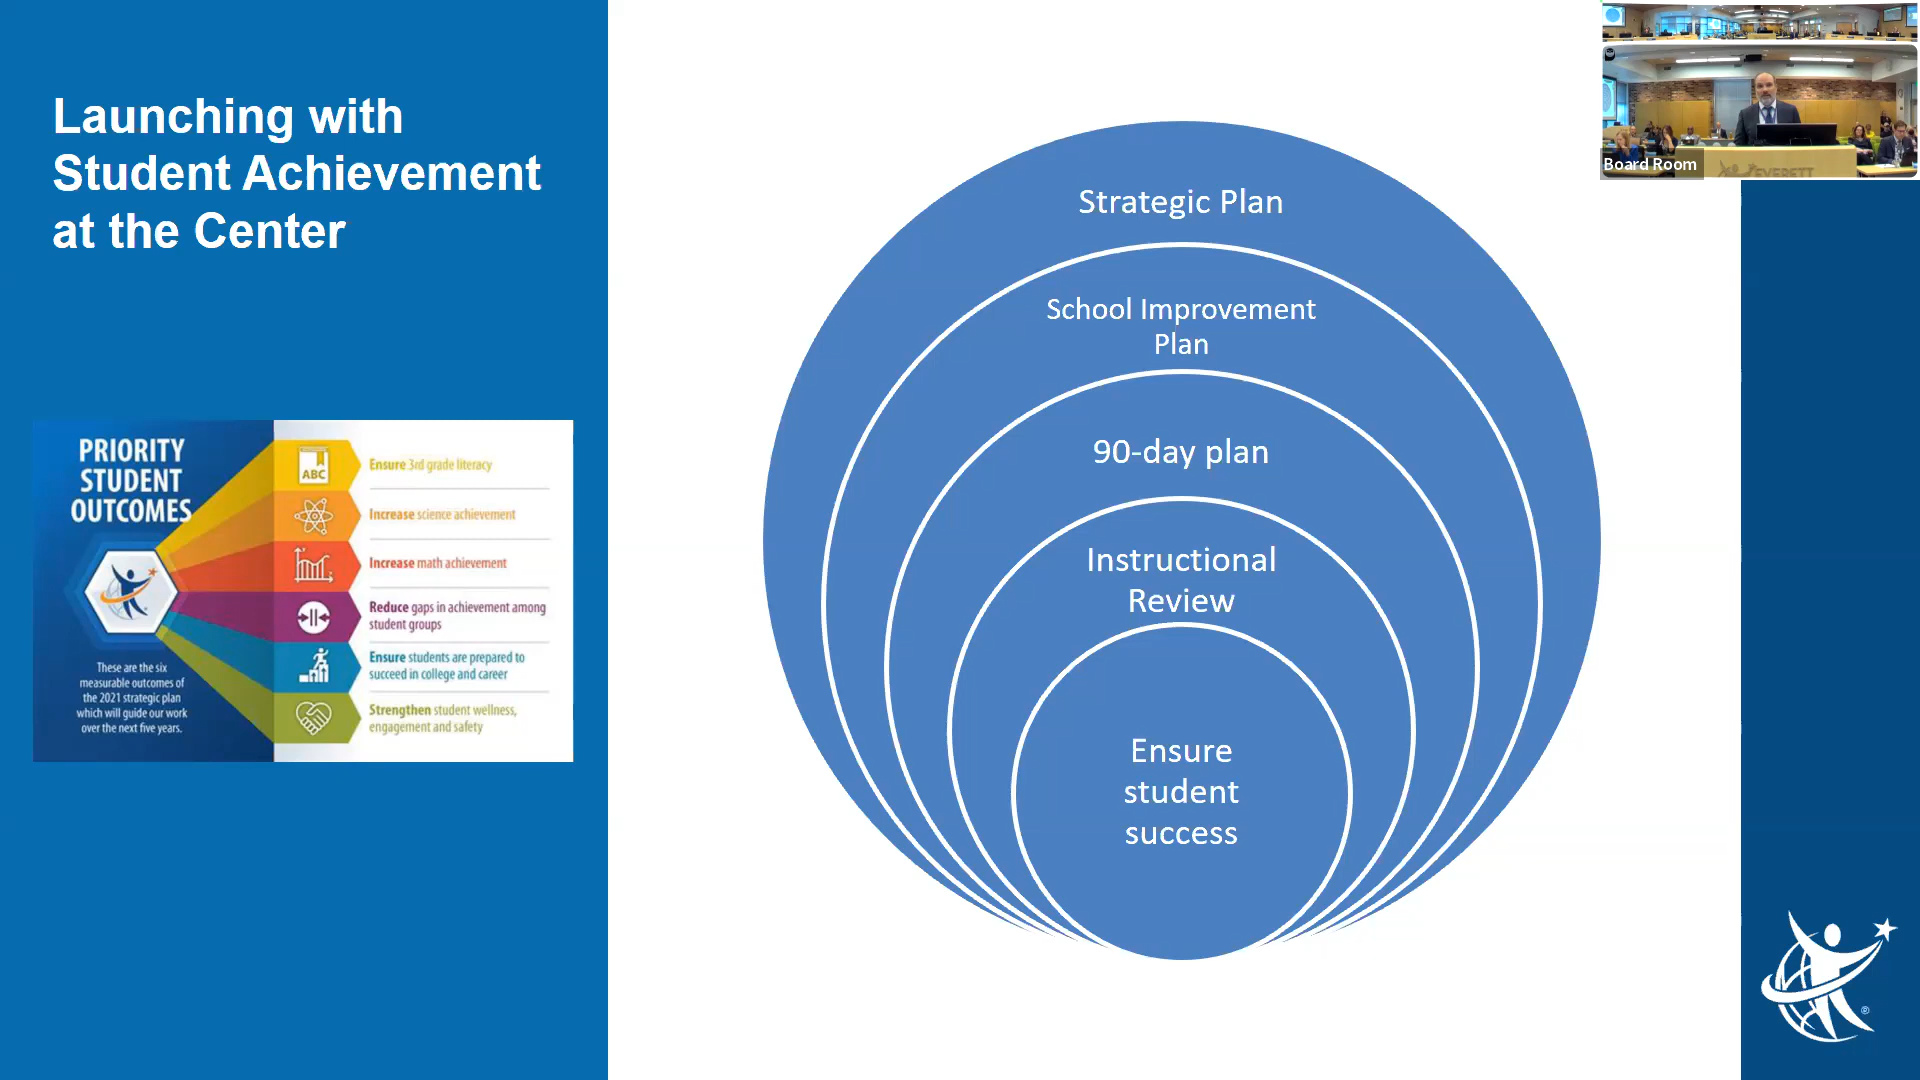 Launching with
Student Achievement
at the Center
PRIORITY
STUDENT
OUTCOMES
These are the six
measurable outcomes of
the 2021 strategic plan
which will guide our work
over the next five years.
ABC
Ensure 3rd grade literacy
Increase science achievement
Increase math achievement
Reduce gaps in achievement among
student groups
Ensure students are prepared to
succeed in college and career
Strengthen student wellness,
engagement and safety
Strategic Plan
School Improvement
Plan
90-day plan
Instructional
Review
Ensure
student
success
Board Room
EVERETT
®